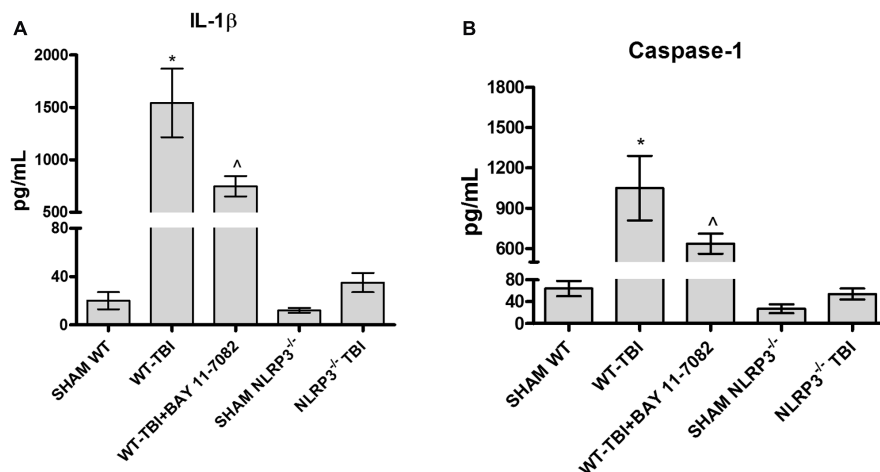 A
IL-1β
pg/mL
2000
1500
1000
500
80
40
0
*
^
SHAM WT
WT-TBI
WT-TBI+BAY 11-7082
SHAM NLRP3-/-
NLRP3-/- TBI
B
Caspase-1
pg/mL
1800
1500
1200
900
600
80
40
0
*
^
SHAM WT
WT-TBI
WT-TBI+BAY 11-7082
SHAM NLRP3-/-
NLRP3-/- TBI